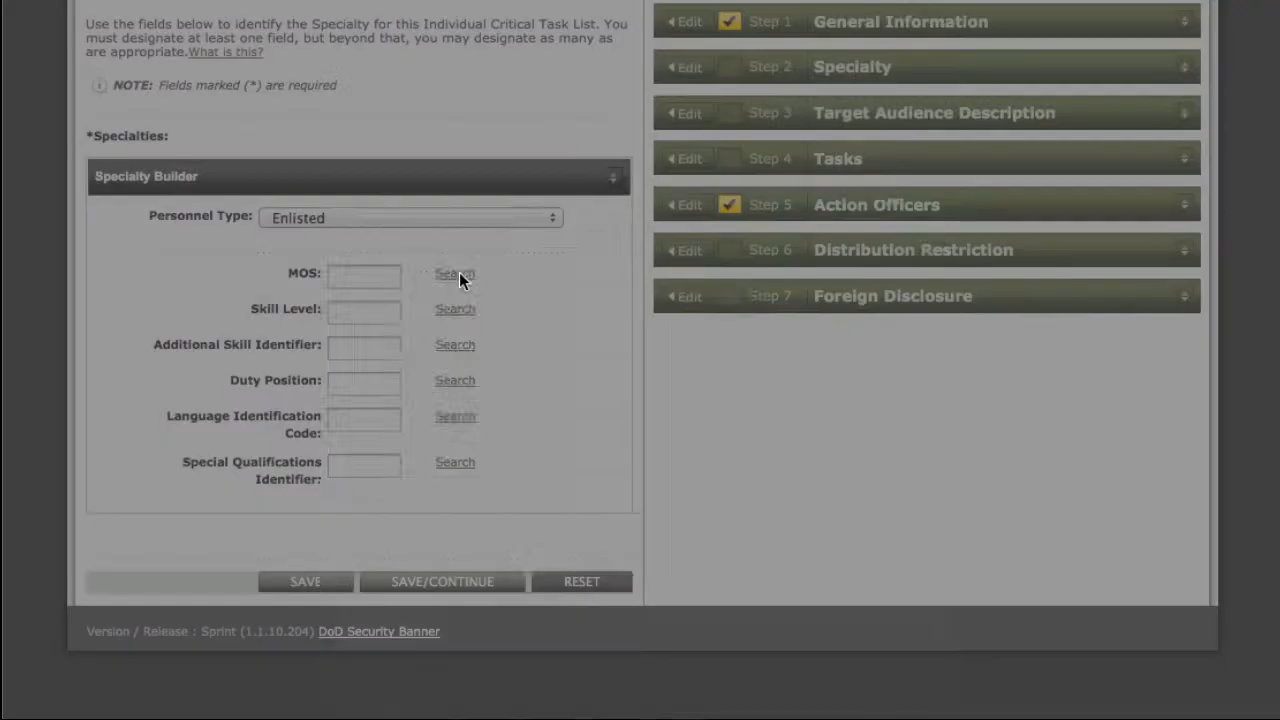 Use the fields below to identify the Specialty for this Individual Critical Task List. You
must designate at least one field, but beyond that, you may designate as many as
are appropriate.What is this?
NOTE: Fields marked (*) are required
*Specialties:
Specialty Builder
Personnel Type: Enlisted
MOS: Search
Skill Level: Search
Additional Skill Identifier: Search
Duty Position: Search
Language Identification
Code: Search
Special Qualifications
Identifier: Search
SAVE SAVE/CONTINUE RESET
Edit Step 1 General Information
Edit Step 2 Specialty
Edit Step 3 Target Audience Description
Edit Step 4 Tasks
Edit Step 5 Action Officers
Edit Step 6 Distribution Restriction
Edit Step 7 Foreign Disclosure
Version / Release : Sprint (1.1.10.204) DoD Security Banner